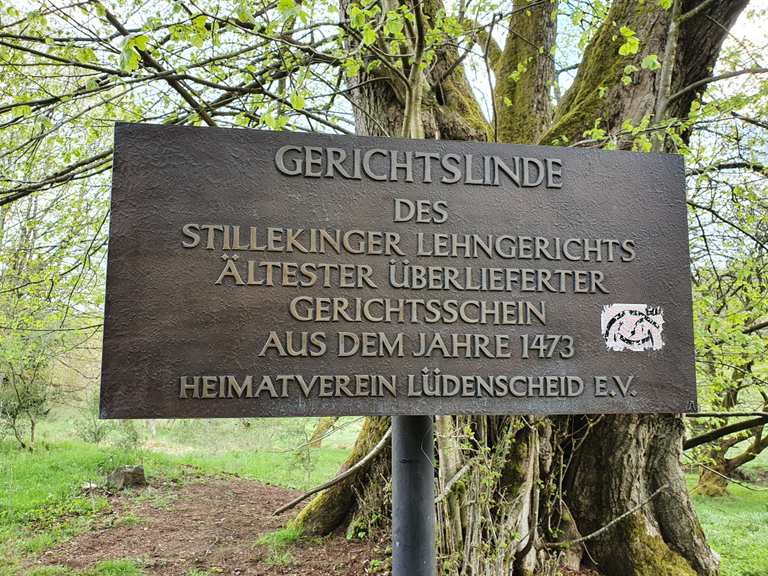 GERICHTSLINDE
DES
STILLEKINGER LEHNGERICHTS
ÄLTESTER ÜBERLIEFERTER
GERICHTSSCHEIN
AUS DEM JAHRE 1473
HEIMATVEREIN LÜDENSCHEID E.V.